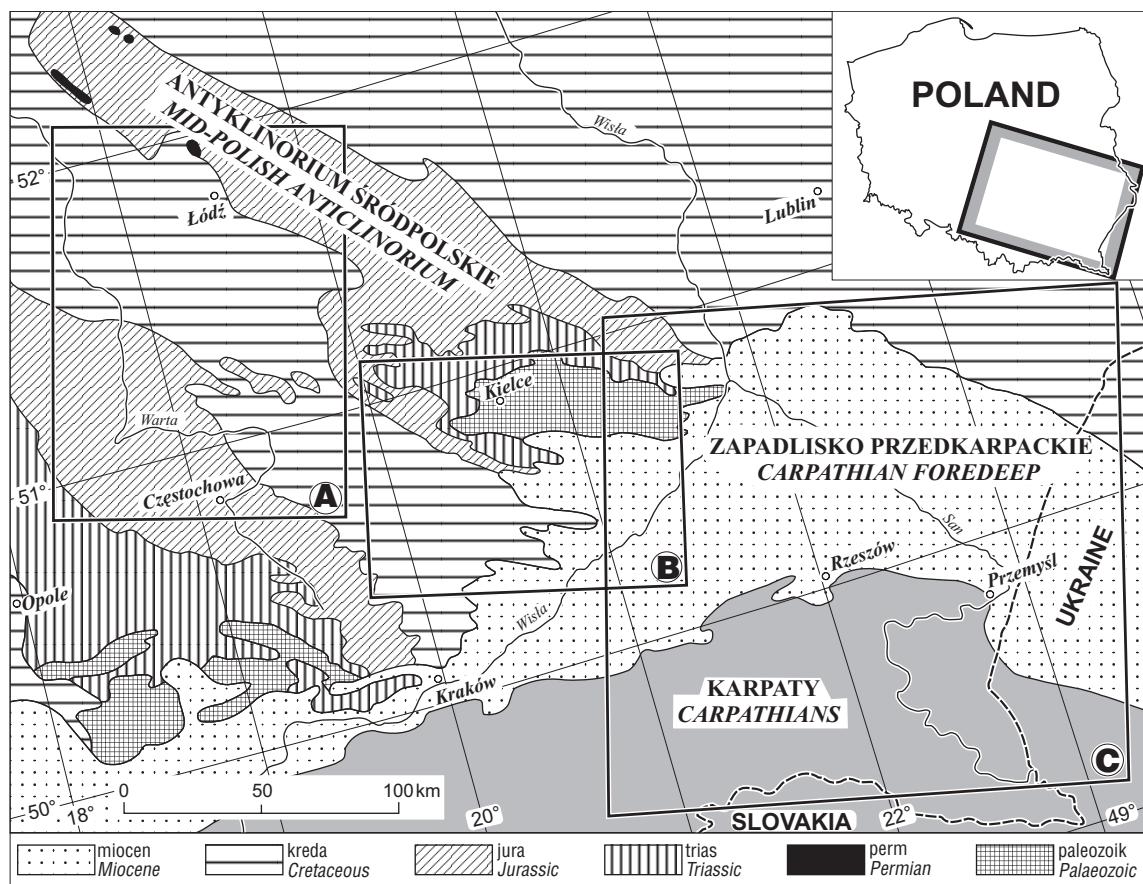 POLAND
ANTYKLINORIUM ŚRÓDPOLSKIE
MID-POLISH ANTICLINORIUM
Wisła
52°
Łódź
Lublin
Kielce
Warta
ZAPADLISKO PRZEDKARPACKIE
CARPATHIAN FOREDEEP
51°
Częstochowa
A
San
B
Rzeszów
Przemyśl
UKRAINE
Opole
Wisła
Kraków
KARPATY
CARPATHIANS
C
0 50 100 km
50°
18°
20°
22°
49°
SLOVAKIA
miocen
Miocene
kreda
Cretaceous
jura
Jurassic
trias
Triassic
perm
Permian
paleozoik
Palaeozoic